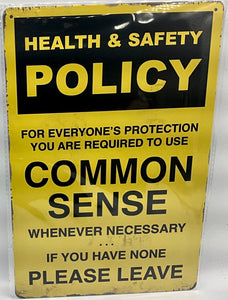 HEALTH & SAFETY
POLICY
FOR EVERYONE'S PROTECTION
YOU ARE REQUIRED TO USE
COMMON
SENSE
WHENEVER NECESSARY
...
IF YOU HAVE NONE
PLEASE LEAVE